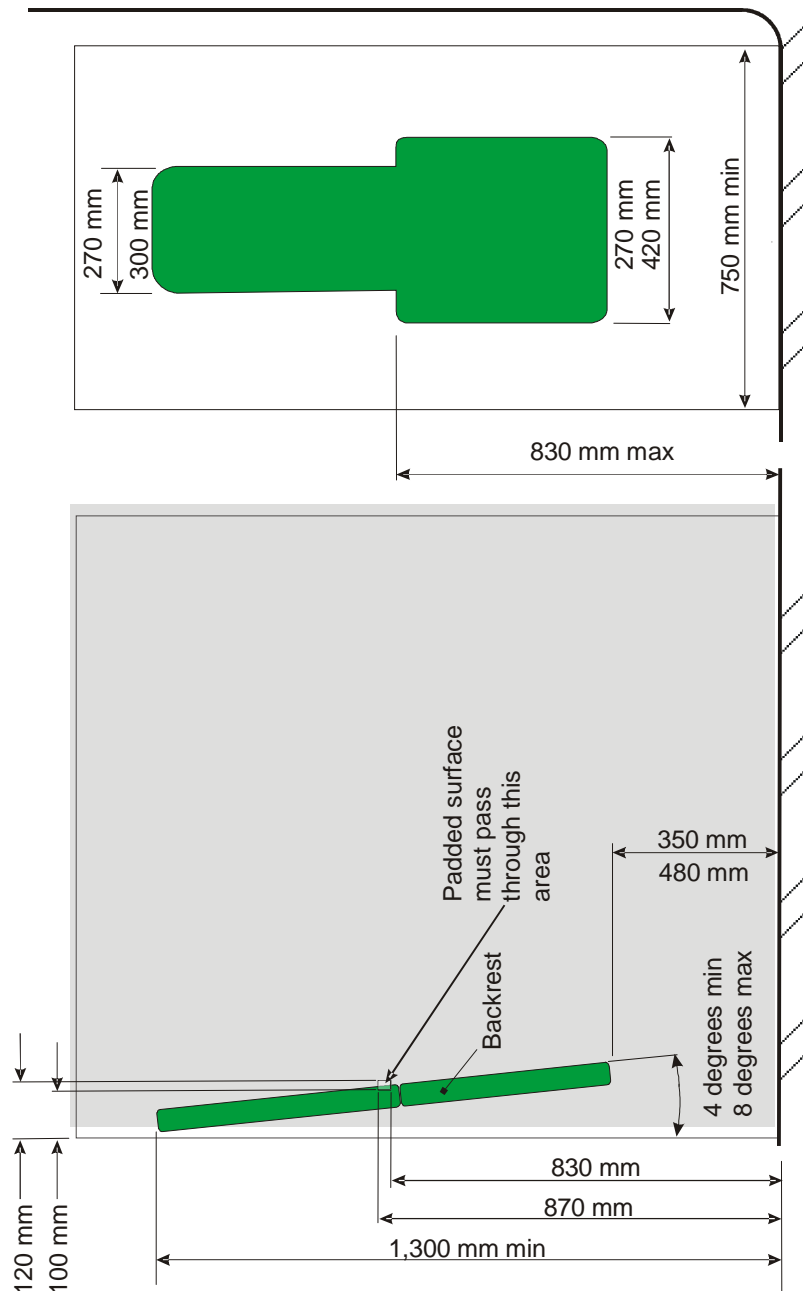 270 mm
300 mm
270 mm
420 mm
750 mm min
830 mm max
Padded surface
must pass
through this
area
Backrest
350 mm
480 mm
4 degrees min
8 degrees max
120 mm
100 mm
830 mm
870 mm
1,300 mm min